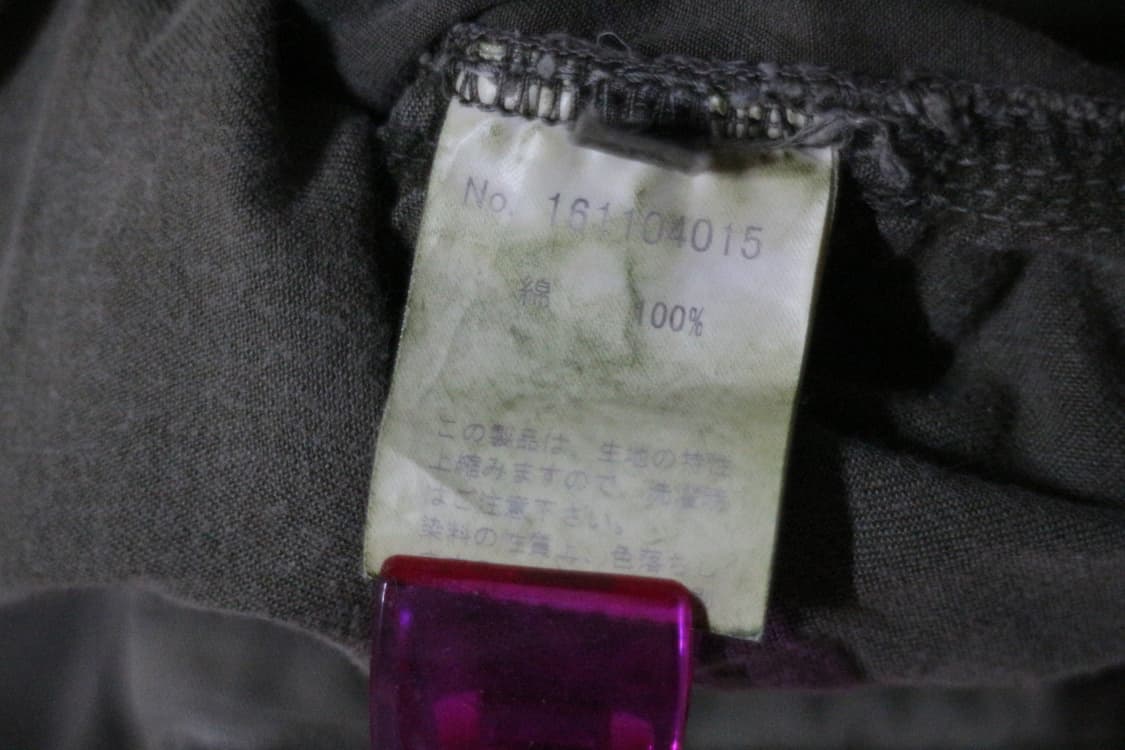 No. 161104015
綿 100%
この製品は、生地の特性
上縮みますので、洗濯時
はご注意下さい。
染料の性質上、色落ち